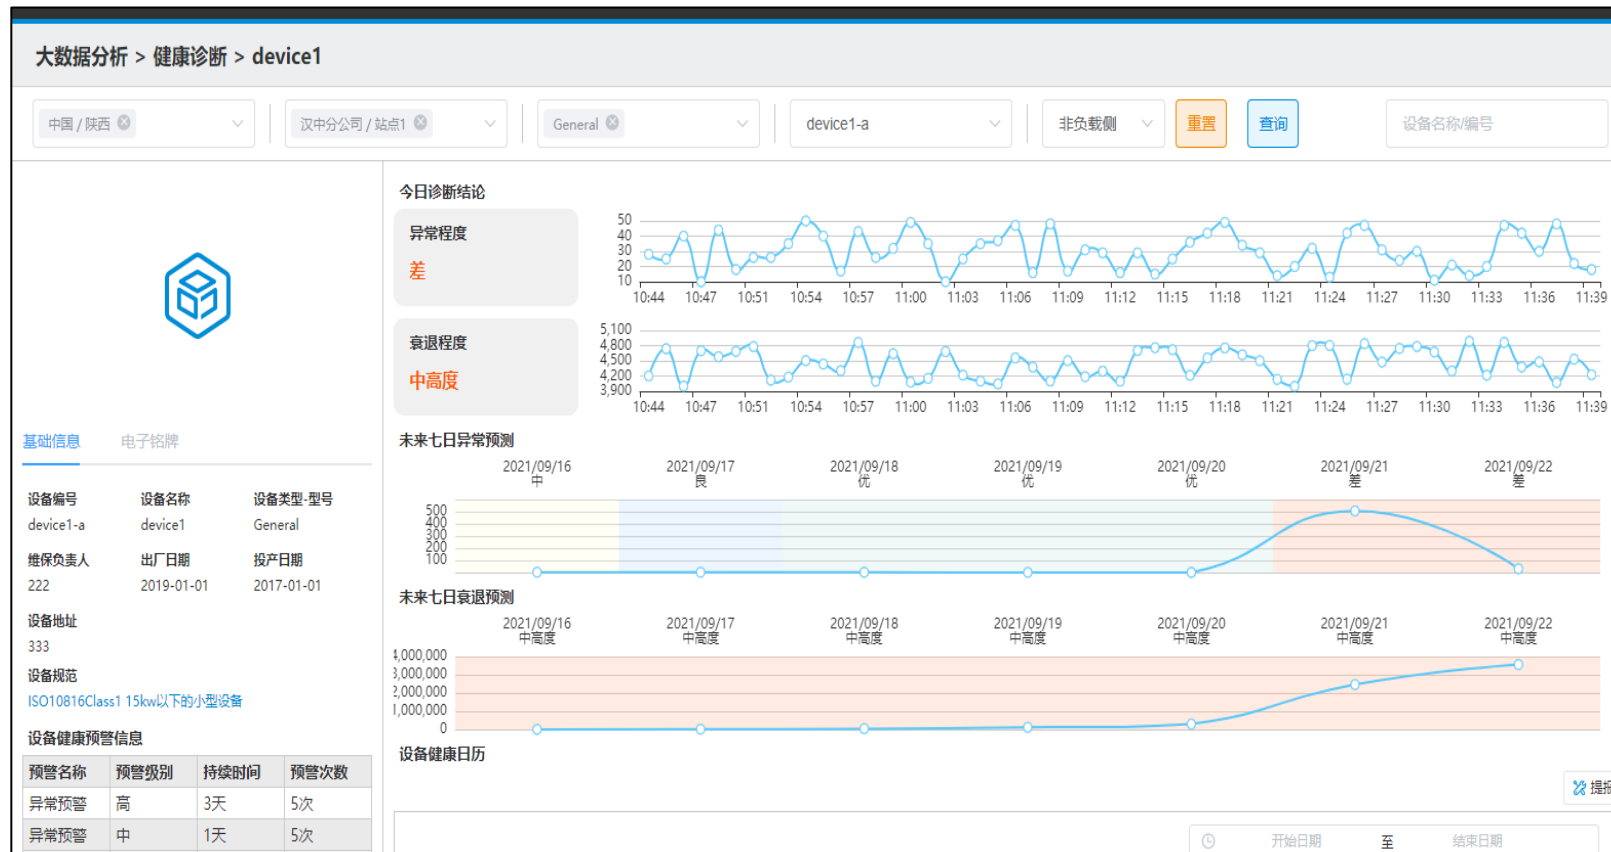 大数据分析 > 健康诊断 > device1
中国 / 陕西
汉中分公司 / 站点1
General
device1-a
非负载侧
重置
查询
设备名称/编号
基础信息
电子铭牌
设备编号 设备名称 设备类型-型号
device1-a device1 General
维保负责人 出厂日期 投产日期
222 2019-01-01 2017-01-01
设备地址
333
设备规范
ISO10816Class1 15kw以下的小型设备
设备健康预警信息
预警名称 预警级别 持续时间 预警次数
异常预警 高 3天 5次
异常预警 中 1天 5次
今日诊断结论
异常程度
差
50
40
30
20
10
10:44 10:47 10:51 10:54 10:57 11:00 11:03 11:06 11:09 11:12 11:15 11:18 11:21 11:24 11:27 11:30 11:33 11:36 11:39
衰退程度
中高度
5,100
4,800
4,500
4,200
3,900
10:44 10:47 10:51 10:54 10:57 11:00 11:03 11:06 11:09 11:12 11:15 11:18 11:21 11:24 11:27 11:30 11:33 11:36 11:39
未来七日异常预测
2021/09/16 2021/09/17 2021/09/18 2021/09/19 2021/09/20 2021/09/21 2021/09/22
中 良 优 优 优 差 差
500
400
300
200
100
未来七日衰退预测
2021/09/16 2021/09/17 2021/09/18 2021/09/19 2021/09/20 2021/09/21 2021/09/22
中高度 中高度 中高度 中高度 中高度 中高度 中高度
4,000,000
3,000,000
2,000,000
1,000,000
0
设备健康日历
提报
开始日期 至 结束日期